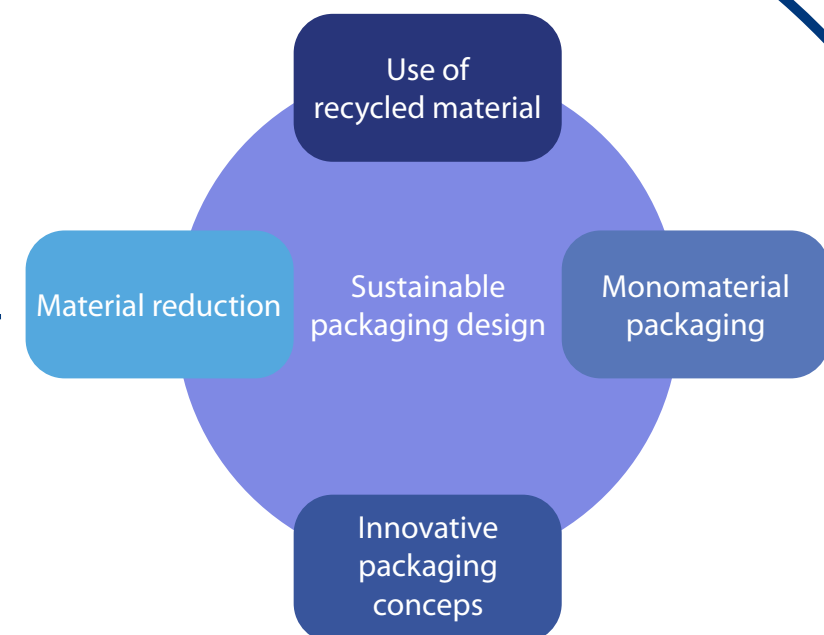 Use of
recycled material
Material reduction
Sustainable
packaging design
Monomaterial
packaging
Innovative
packaging
conceps